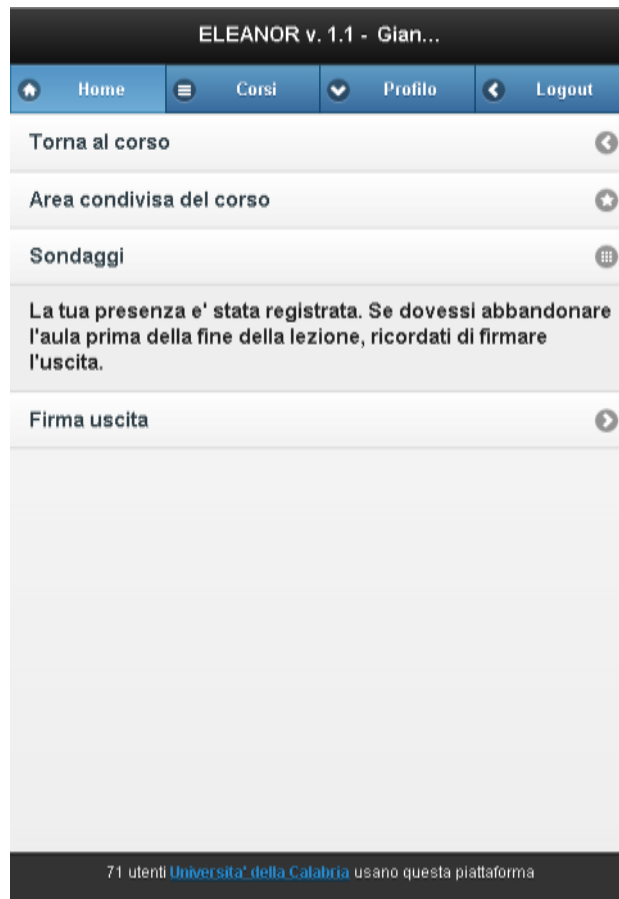 ELEANOR v. 1.1 - Gian...
Home Corsi Profilo Logout
Torna al corso
Area condivisa del corso
Sondaggi
La tua presenza e' stata registrata. Se dovessi abbandonare
l'aula prima della fine della lezione, ricordati di firmare
l'uscita.
Firma uscita
71 utenti Universita' della Calabria usano questa piattaforma